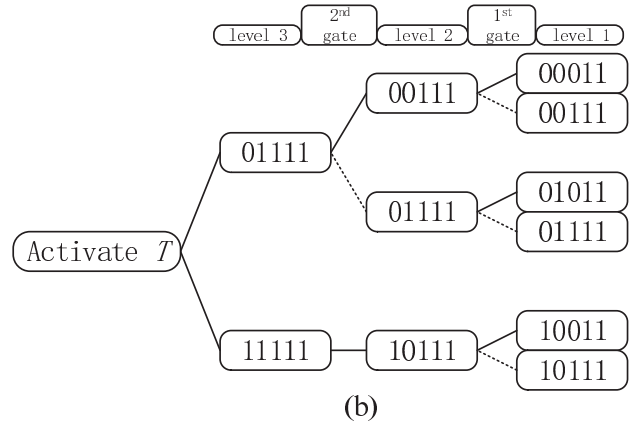 level 3
2nd
gate
level 2
1st
gate
level 1
00011
00111
00111
01111
01011
01111
01111
Activate T
10011
11111
10111
10111
(b)